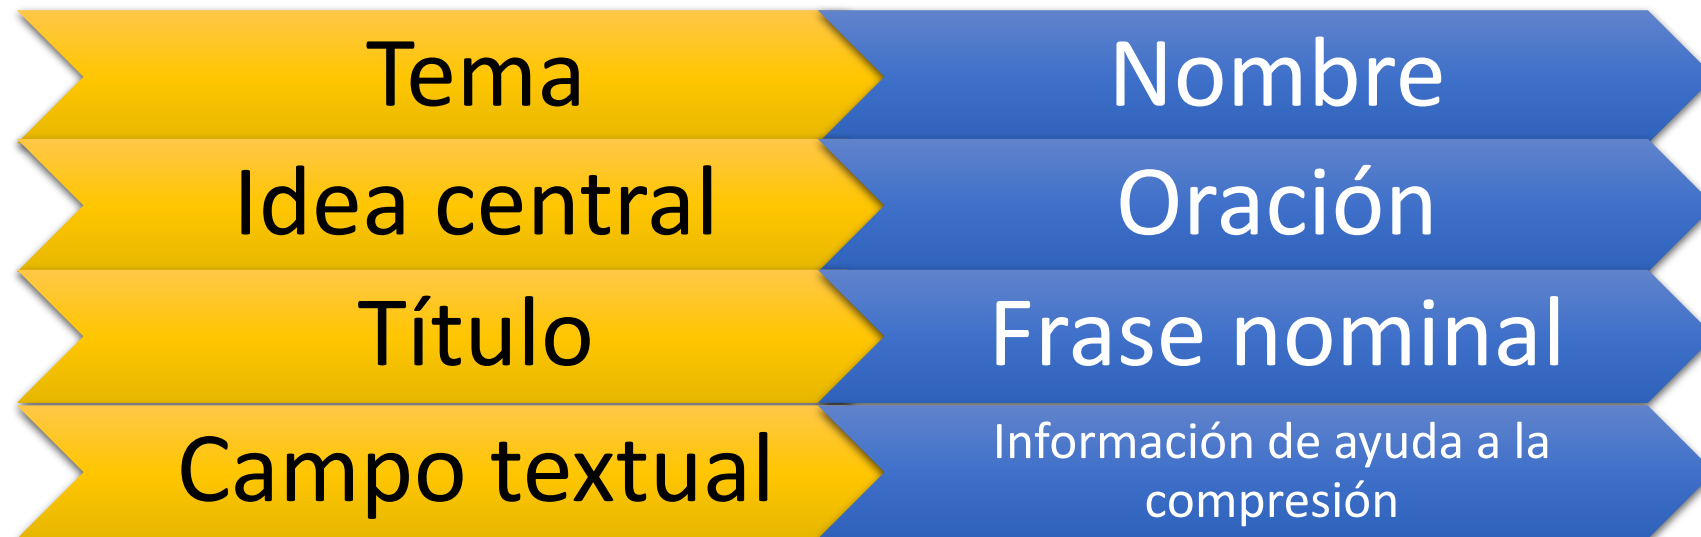 Tema
Nombre
Idea central
Oración
Título
Frase nominal
Campo textual
Información de ayuda a la
compresión